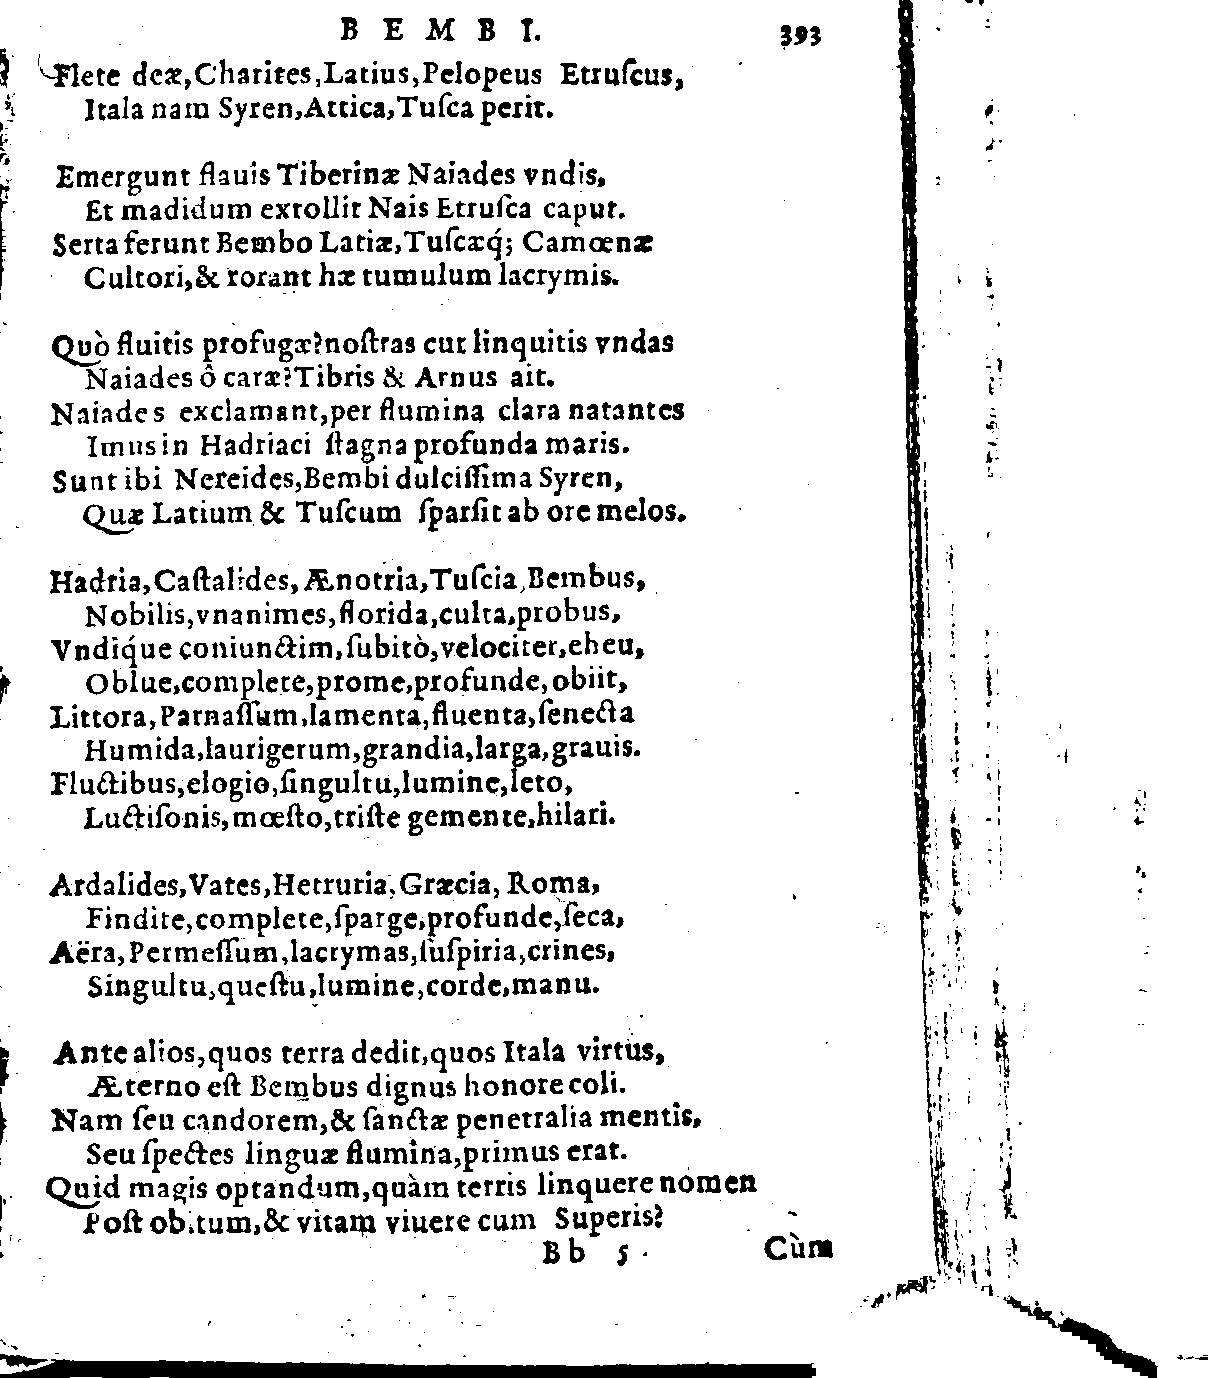 BEMBI. 393
Flete deæ, Charites, Latius, Pelopeus Etruſcus,
Itala nam Syren, Attica, Tuſca perit.
Emergunt flauis Tiberinæ Naiades vndis,
Et madidum extollit Nais Etruſca caput.
Serta ferunt Bembo Latiæ, Tuſcæq́; Camœnæ
Cultori, & rorant hæ tumulum lacrymis.
Quò fluitis profugæ? noſtras cur linquitis vndas
Naiades ô caræ? Tibris & Arnus ait.
Naiades exclamant, per flumina clara natantes
Imus in Hadriaci ſtagna profunda maris.
Sunt ibi Nereides, Bembi dulciſſima Syren,
Quæ Latium & Tuſcum ſparſit ab ore melos.
Hadria, Caſtalides, Ænotria, Tuſcia, Bembus,
Nobilis, vnanimes, florida, culta, probus,
Vndiq́ue coniunctim, ſubitò, velociter, eheu,
Oblue, complete, prome, profunde, obiit,
Littora, Parnaſſum, lamenta, fluenta, ſenecta
Humida, laurigerum, grandia, larga, grauis.
Fluctibus, elogio, ſingultu, lumine, leto,
Luctiſonis, mœſto, triſte gemente, hilari.
Ardalides, Vates, Hetruria, Græcia, Roma,
Findite, complete, ſparge, profunde, ſeca,
Aëra, Permeſſum, lacrymas, ſuſpiria, crines,
Singultu, queſtu, lumine, corde, manu.
Ante alios, quos terra dedit, quos Itala virtus,
Æterno eſt Bembus dignus honore coli.
Nam ſeu candorem, & ſanctæ penetralia mentis,
Seu ſpectes linguæ flumina, primus erat.
Quid magis optandum, quàm terris linquere nomen
Poſt obitum, & vitam viuere cum Superis?
Bb 5 Cùm